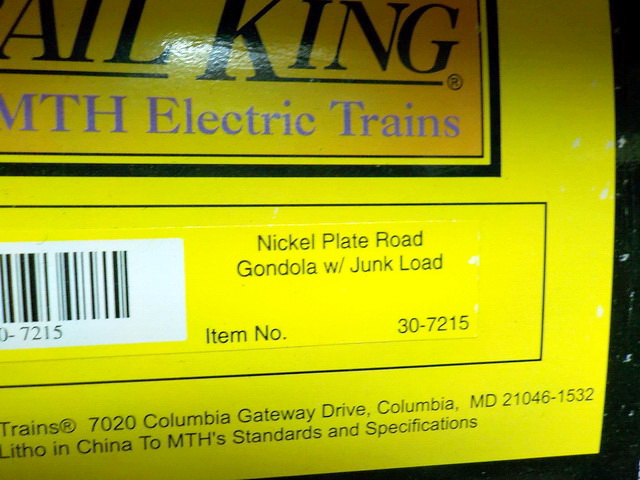 AIL KING®
MTH Electric Trains
Nickel Plate Road
Gondola w/ Junk Load
0-7215
Item No. 30-7215
Trains® 7020 Columbia Gateway Drive, Columbia, MD 21046-1532
Litho in China To MTH's Standards and Specifications